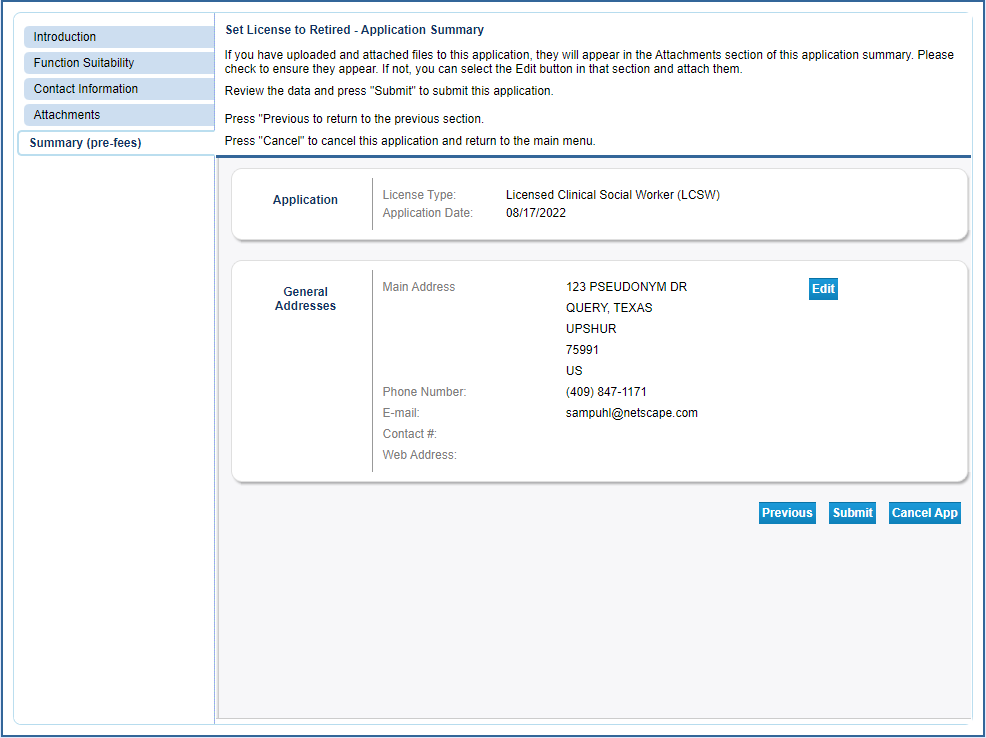 Introduction
Function Suitability
Contact Information
Attachments
Summary (pre-fees)
Set License to Retired - Application Summary
If you have uploaded and attached files to this application, they will appear in the Attachments section of this application summary. Please
check to ensure they appear. If not, you can select the Edit button in that section and attach them.
Review the data and press "Submit" to submit this application.
Press "Previous to return to the previous section.
Press "Cancel" to cancel this application and return to the main menu.
Application
License Type: Licensed Clinical Social Worker (LCSW)
Application Date: 08/17/2022
General
Addresses
Main Address 123 PSEUDONYM DR
QUERY, TEXAS
UPSHUR
75991
US
Phone Number: (409) 847-1171
E-mail: sampuhl@netscape.com
Contact #:
Web Address:
Edit
Previous Submit Cancel App